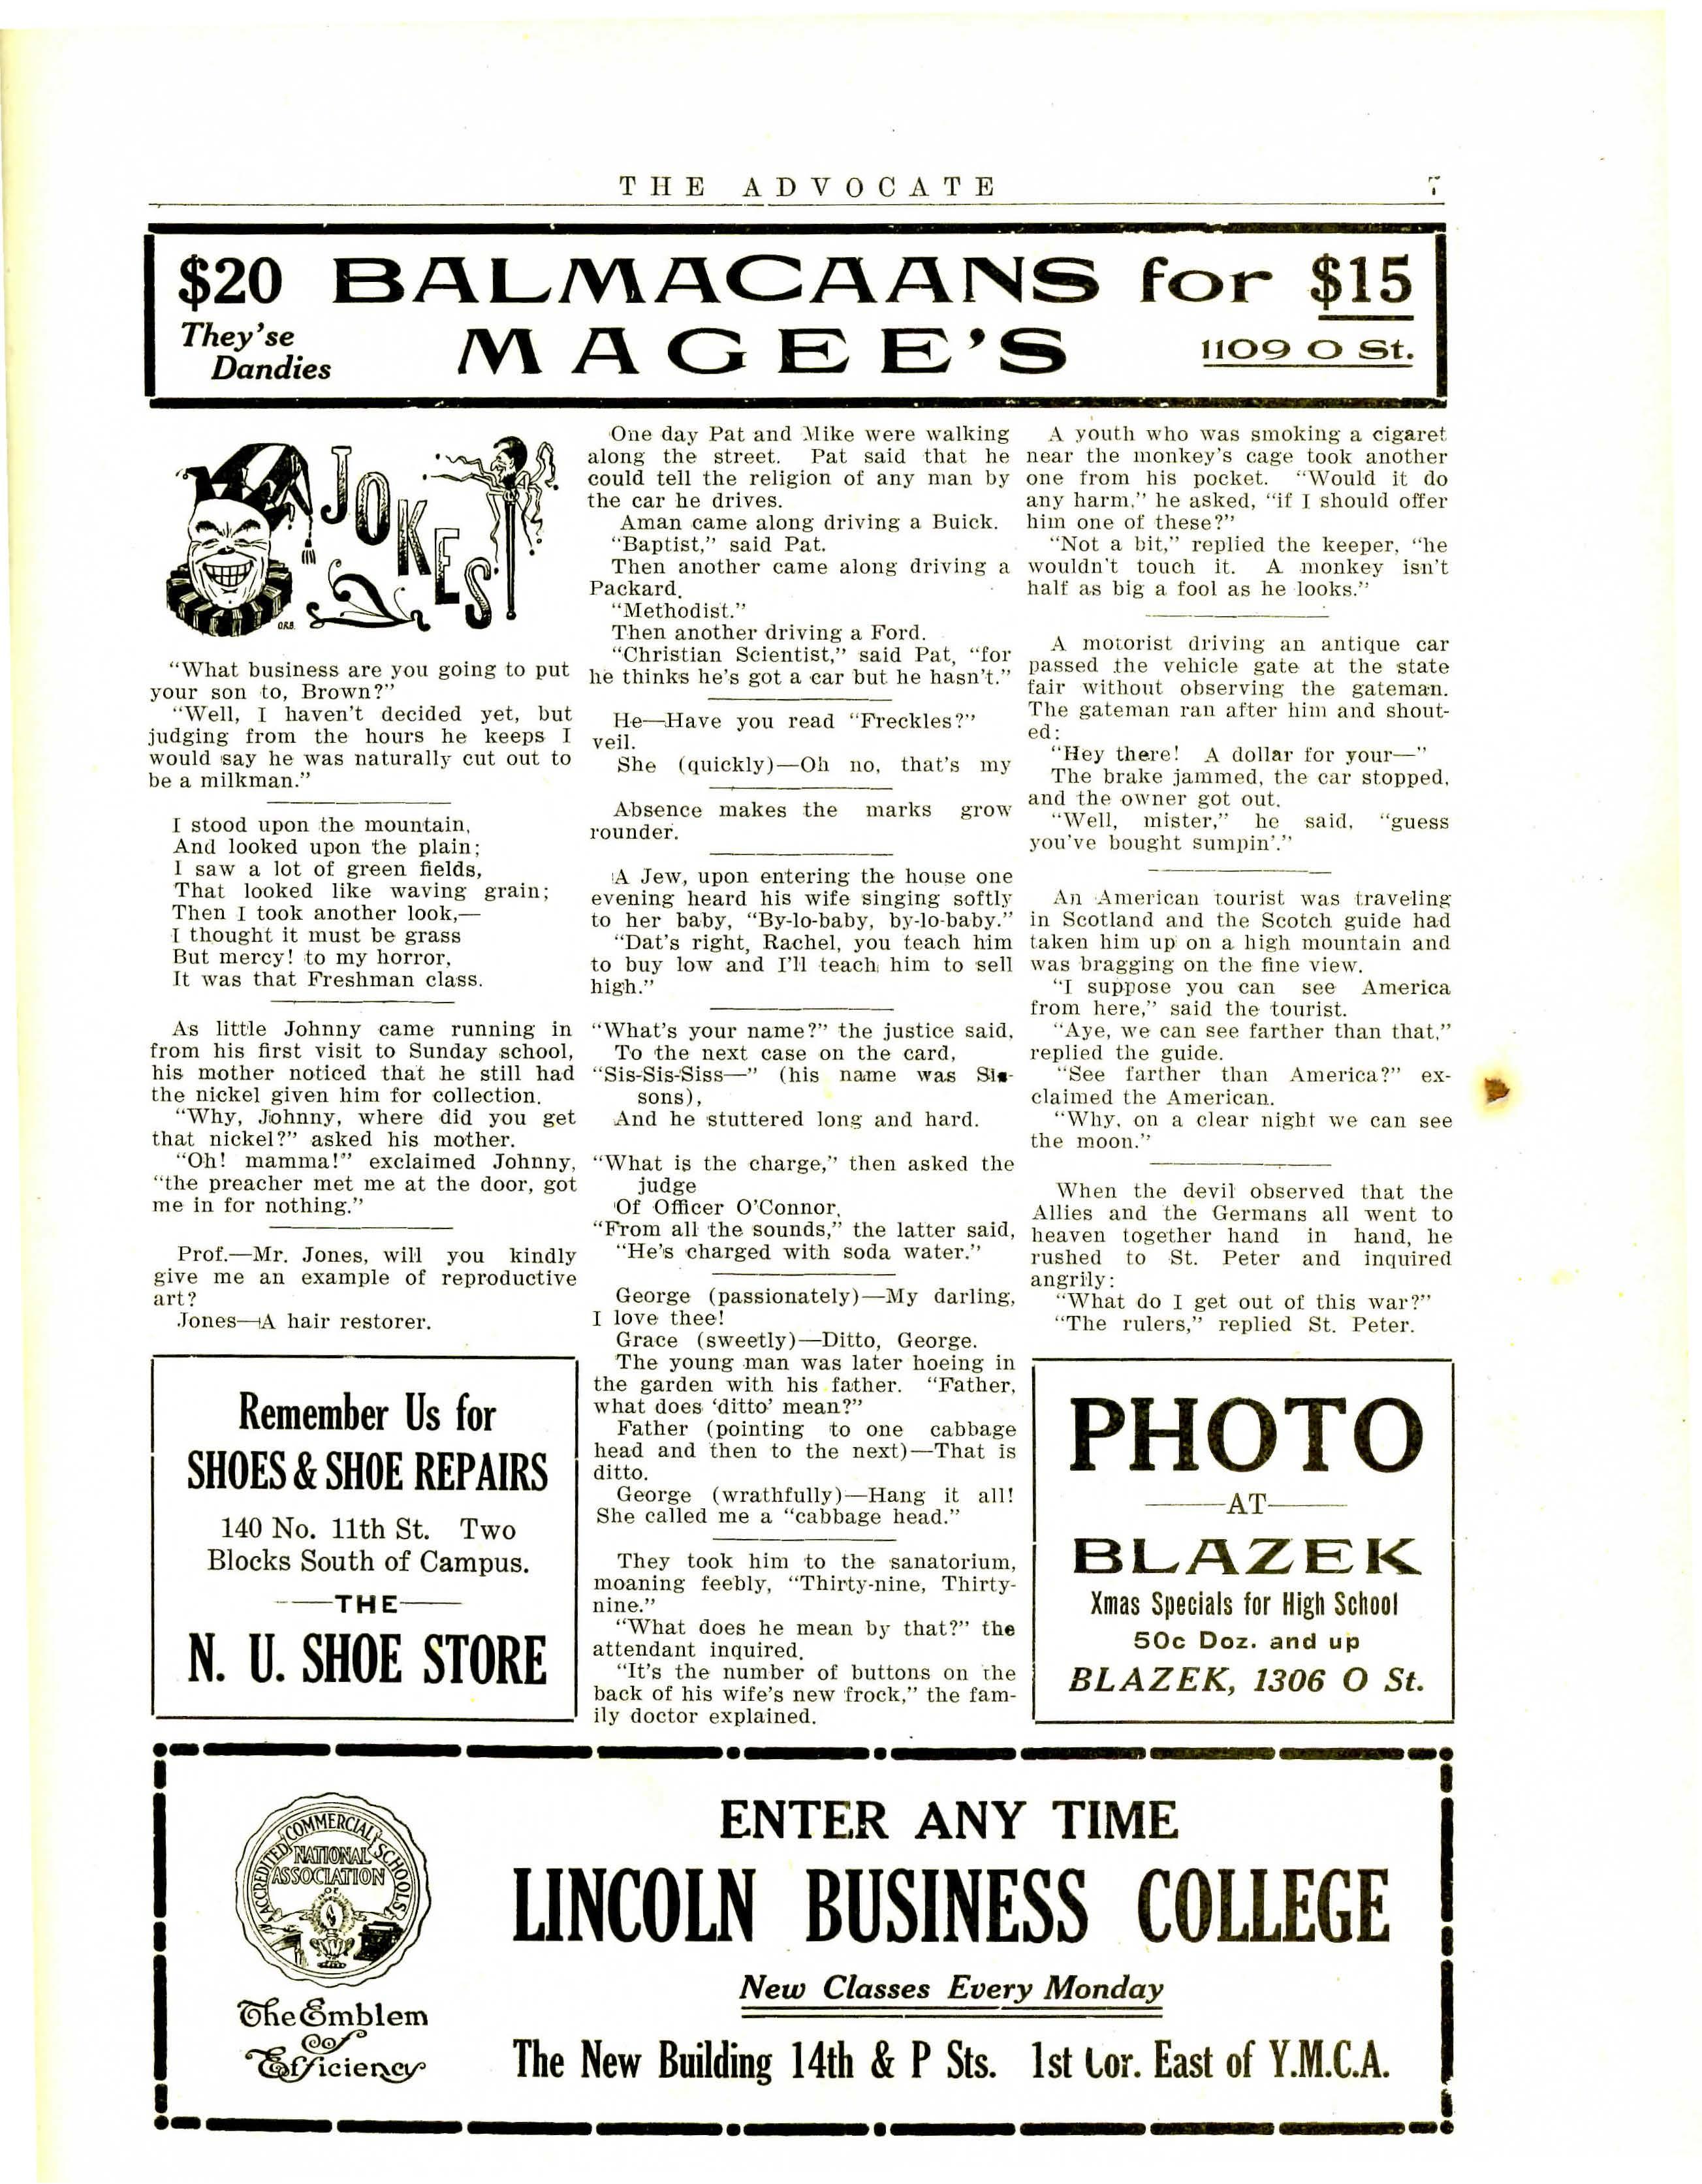 THE ADVOCATE 7
$20 BALMACAANS for $15
They'se
Dandies
MAGEE'S
1109 O St.
JOKES
O.R.B.
"What business are you going to put
your son to, Brown?"
"Well, I haven't decided yet, but
judging from the hours he keeps I
would say he was naturally cut out to
be a milkman."
I stood upon the mountain,
And looked upon the plain;
I saw a lot of green fields,
That looked like waving grain;
Then I took another look,—
I thought it must be grass
But mercy! to my horror,
It was that Freshman class.
As little Johnny came running in
from his first visit to Sunday school,
his mother noticed that he still had
the nickel given him for collection.
"Why, Johnny, where did you get
that nickel?" asked his mother.
"Oh! mamma!" exclaimed Johnny,
"the preacher met me at the door, got
me in for nothing."
Prof.—Mr. Jones, will you kindly
give me an example of reproductive
art?
Jones—A hair restorer.
Remember Us for
SHOES & SHOE REPAIRS
140 No. 11th St. Two
Blocks South of Campus.
THE
N. U. SHOE STORE
One day Pat and Mike were walking
along the street. Pat said that he
could tell the religion of any man by
the car he drives.
Aman came along driving a Buick.
"Baptist," said Pat.
Then another came along driving a
Packard.
"Methodist."
Then another driving a Ford.
"Christian Scientist," said Pat, "for
he thinks he's got a car but he hasn't."
He—Have you read "Freckles?"
veil.
She (quickly)—Oh no, that's my
Absence makes the marks grow
rounder.
A Jew, upon entering the house one
evening heard his wife singing softly
to her baby, "By-lo-baby, by-lo-baby."
"Dat's right, Rachel, you teach him
to buy low and I'll teach him to sell
high."
"What's your name?" the justice said,
To the next case on the card,
"Sis-Sis-Siss—" (his name was Sis-
sons),
And he stuttered long and hard.
"What is the charge," then asked the
judge
Of Officer O'Connor,
"From all the sounds," the latter said,
"He's charged with soda water."
George (passionately)—My darling,
I love thee!
Grace (sweetly)—Ditto, George.
The young man was later hoeing in
the garden with his father. "Father,
what does 'ditto' mean?"
Father (pointing to one cabbage
head and then to the next)—That is
ditto.
George (wrathfully)—Hang it all!
She called me a "cabbage head."
They took him to the sanatorium,
moaning feebly, "Thirty-nine, Thirty-
nine."
"What does he mean by that?" the
attendant inquired.
"It's the number of buttons on the
back of his wife's new frock," the fam-
ily doctor explained.
A youth who was smoking a cigaret
near the monkey's cage took another
one from his pocket. "Would it do
any harm," he asked, "if I should offer
him one of these?"
"Not a bit," replied the keeper, "he
wouldn't touch it. A monkey isn't
half as big a fool as he looks."
A motorist driving an antique car
passed the vehicle gate at the state
fair without observing the gateman.
The gateman ran after him and shout-
ed:
"Hey there! A dollar for your—"
The brake jammed, the car stopped,
and the owner got out.
"Well, mister," he said, "guess
you've bought sumpin'."
An American tourist was traveling
in Scotland and the Scotch guide had
taken him up on a high mountain and
was bragging on the fine view.
"I suppose you can see America
from here," said the tourist.
"Aye, we can see farther than that,"
replied the guide.
"See farther than America?" ex-
claimed the American.
"Why, on a clear night we can see
the moon."
When the devil observed that the
Allies and the Germans all went to
heaven together hand in hand, he
rushed to St. Peter and inquired
angrily:
"What do I get out of this war?"
"The rulers," replied St. Peter.
PHOTO
AT
BLAZEK
Xmas Specials for High School
50c Doz. and up
BLAZEK, 1306 O St.
ACCREDITED COMMERCIAL SCHOOLS
NATIONAL
ASSOCIATION
OF
The Emblem
Of
Efficiency
ENTER ANY TIME
LINCOLN BUSINESS COLLEGE
New Classes Every Monday
The New Building 14th & P Sts. 1st Cor. East of Y.M.C.A.